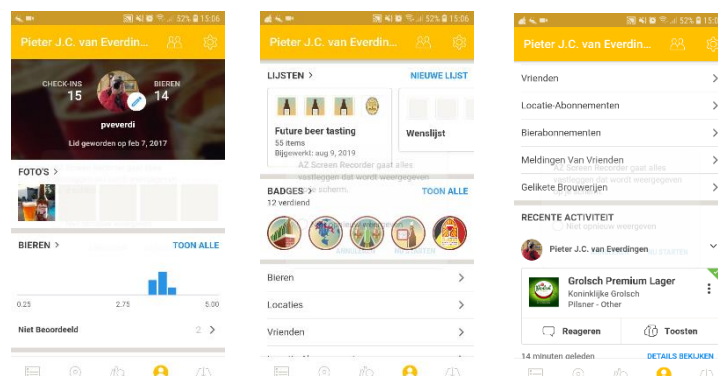 52% 15:06
Pieter J.C. van Everdin...
CHECK-INS
15
BIEREN
14
pveverdi
Lid geworden op feb 7, 2017
FOTO'S >
BIEREN >
TOON ALLE
0.25 2.75 5.00
Niet Beoordeeld 2 >
52% 15:06
Pieter J.C. van Everdin...
LIJSTEN >
NIEUWE LIJST
Future beer tasting
55 items
Bijgewerkt: aug 9, 2019
Wenslijst
AZ Screen Recorder gaat alles
vastleggen dat wordt weergegeven
BADGES >
TOON ALLE
12 verdiend
ANNULEREN
Bieren >
Locaties >
Vrienden >
52% 15:0
Pieter J.C. van Everdin...
Vrienden >
Locatie-Abonnementen >
Bierabonnementen >
Meldingen Van Vrienden >
AZ Screen Recorder gaat alles
vastleggen dat wordt weergegeven
Gelikete Brouwerijen >
RECENTE ACTIVITEIT
Niet opnieuw weergeven
Pieter J.C. van Everdingen
Grolsch Premium Lager
Koninklijke Grolsch
Pilsner - Other
Reageren
Toosten
14 minuten geleden
DETAILS BEKIJKEN